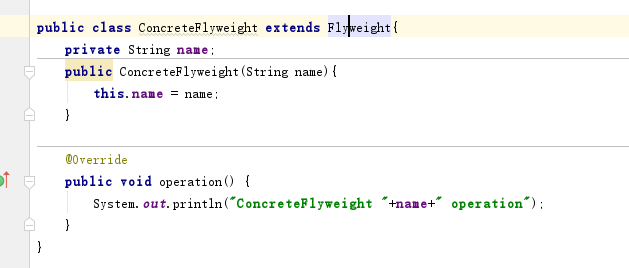 public class ConcreteFlyweight extends Flyweight{
private String name;
public ConcreteFlyweight(String name){
this.name = name;
}
@Override
public void operation() {
System.out.println("ConcreteFlyweight "+name+" operation");
}
}